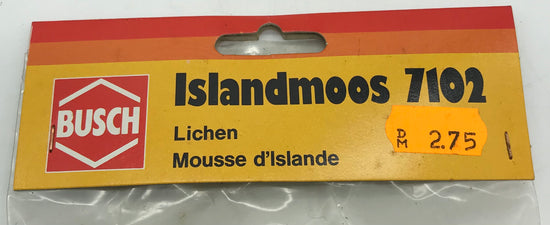 BUSCH
Islandmoos 7102
Lichen
Mousse d'Islande
DM 2.75